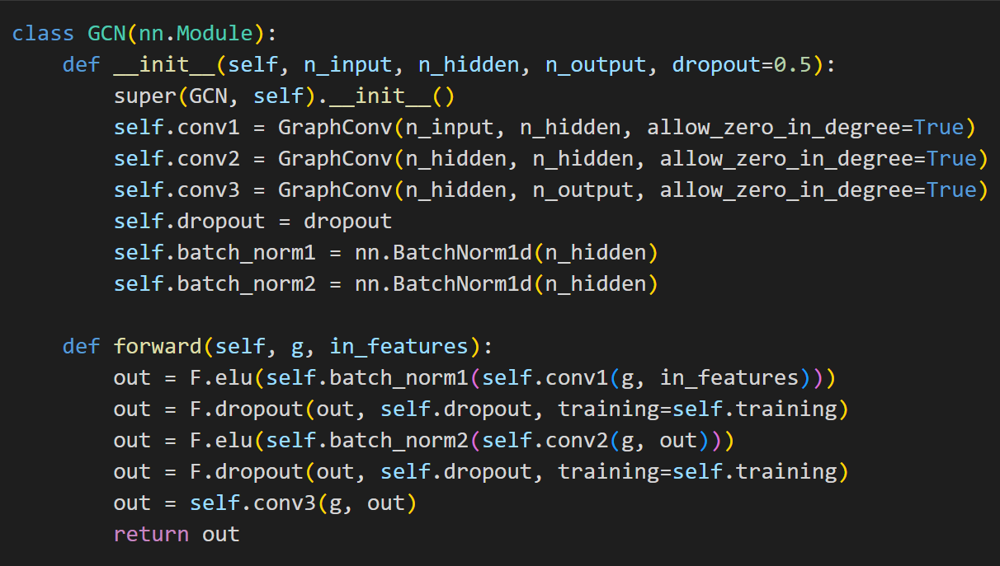 class GCN(nn.Module):
    def __init__(self, n_input, n_hidden, n_output, dropout=0.5):
        super(GCN, self).__init__()
        self.conv1 = GraphConv(n_input, n_hidden, allow_zero_in_degree=True)
        self.conv2 = GraphConv(n_hidden, n_hidden, allow_zero_in_degree=True)
        self.conv3 = GraphConv(n_hidden, n_output, allow_zero_in_degree=True)
        self.dropout = dropout
        self.batch_norm1 = nn.BatchNorm1d(n_hidden)
        self.batch_norm2 = nn.BatchNorm1d(n_hidden)

    def forward(self, g, in_features):
        out = F.elu(self.batch_norm1(self.conv1(g, in_features)))
        out = F.dropout(out, self.dropout, training=self.training)
        out = F.elu(self.batch_norm2(self.conv2(g, out)))
        out = F.dropout(out, self.dropout, training=self.training)
        out = self.conv3(g, out)
        return out